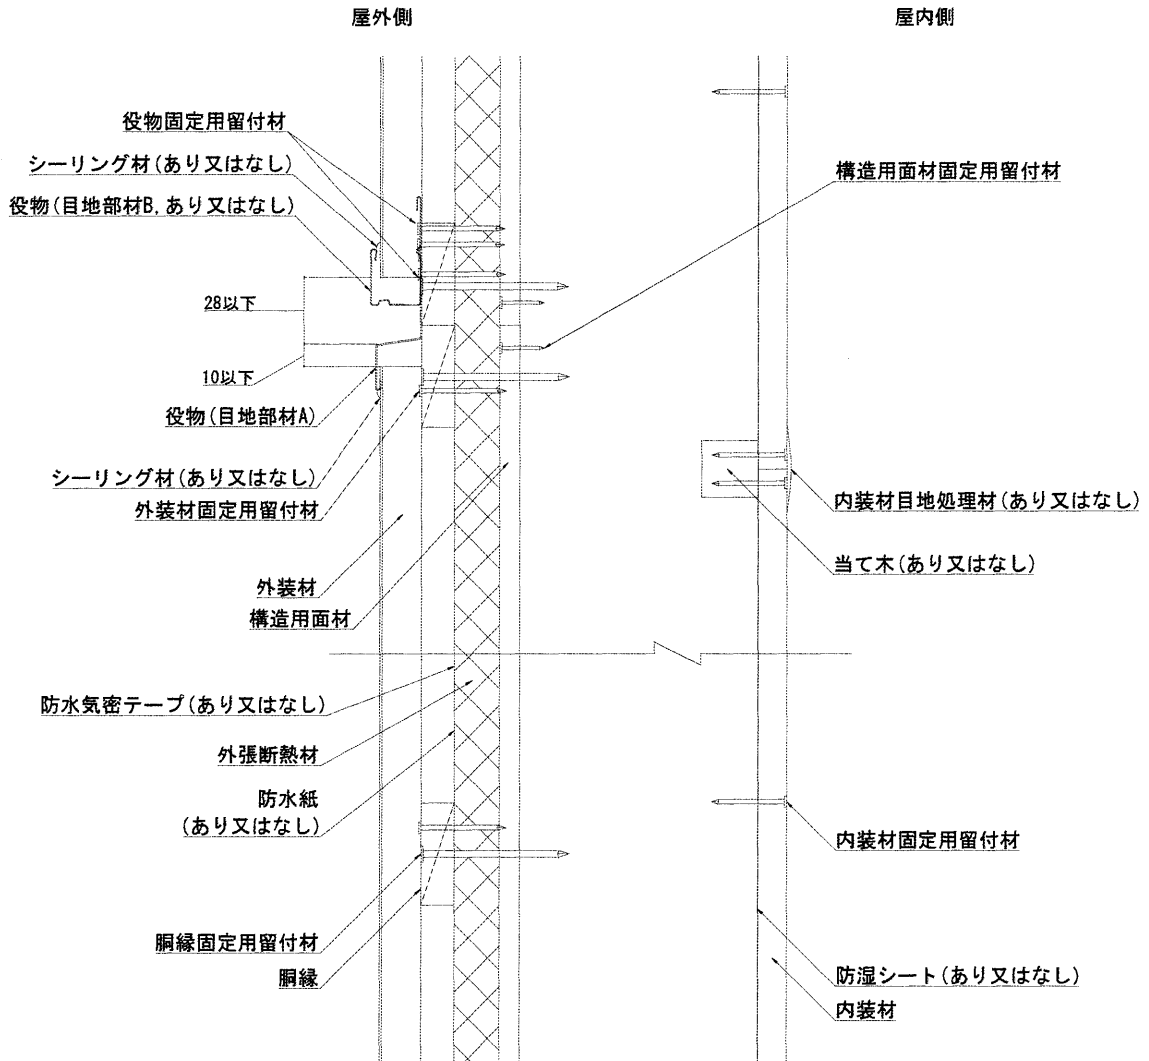 屋外側
屋内側
役物固定用留付材
シーリング材(あり又はなし)
役物(目地部材B,あり又はなし)
構造用面材固定用留付材
28以下
10以下
役物(目地部材A)
シーリング材(あり又はなし)
外装材固定用留付材
内装材目地処理材(あり又はなし)
当て木(あり又はなし)
外装材
構造用面材
防水気密テープ(あり又はなし)
外張断熱材
防水紙
(あり又はなし)
内装材固定用留付材
胴縁固定用留付材
胴縁
防湿シート(あり又はなし)
内装材